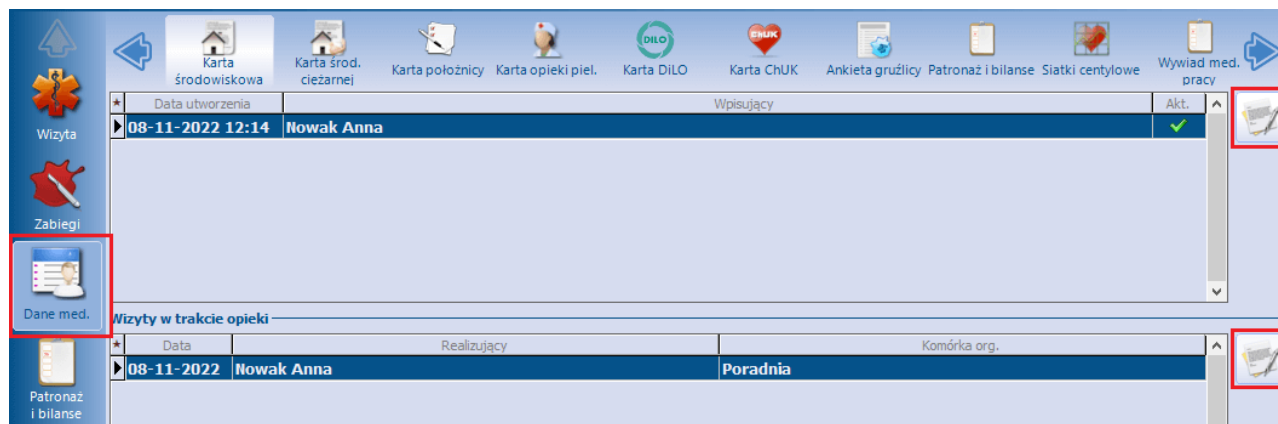 Karta
środowiskowa
Karta środ.
ciężarnej
Karta położnicy
Karta opieki piel.
DiLO
Karta DiLO
ChUK
Karta ChUK
Ankieta gruźlicy
Patronaż i bilanse
Siatki centylowe
Wywiad med.
pracy
Wizyta
Zabiegi
Dane med.
Patronaż
i bilanse
* Data utworzenia Wpisujący Akt.
08-11-2022 12:14 Nowak Anna
Wizyty w trakcie opieki
* Data Realizujący Komórka org.
08-11-2022 Nowak Anna Poradnia